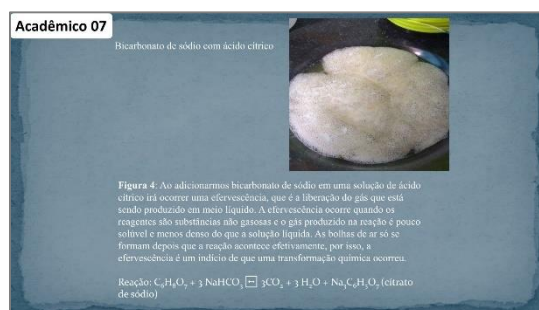 Acadêmico 07
Bicarbonato de sódio com ácido cítrico
Figura 4: Ao adicionarmos bicarbonato de sódio em uma solução de ácido
cítrico irá ocorrer uma efervescência, que é a liberação do gás que está
sendo produzido em meio líquido. A efervescência ocorre quando os
reagentes são substâncias não gasosas e o gás produzido na reação é pouco
solúvel e menos denso do que a solução líquida. As bolhas de ar só se
formam depois que a reação acontece efetivamente, por isso, a
efervescência é um indício de que uma transformação química ocorreu.
Reação: C₆H₈O₇ + 3 NaHCO₃ ↔ 3CO₂ + 3 H₂O + Na₃C₆H₅O₇ (citrato
de sódio)